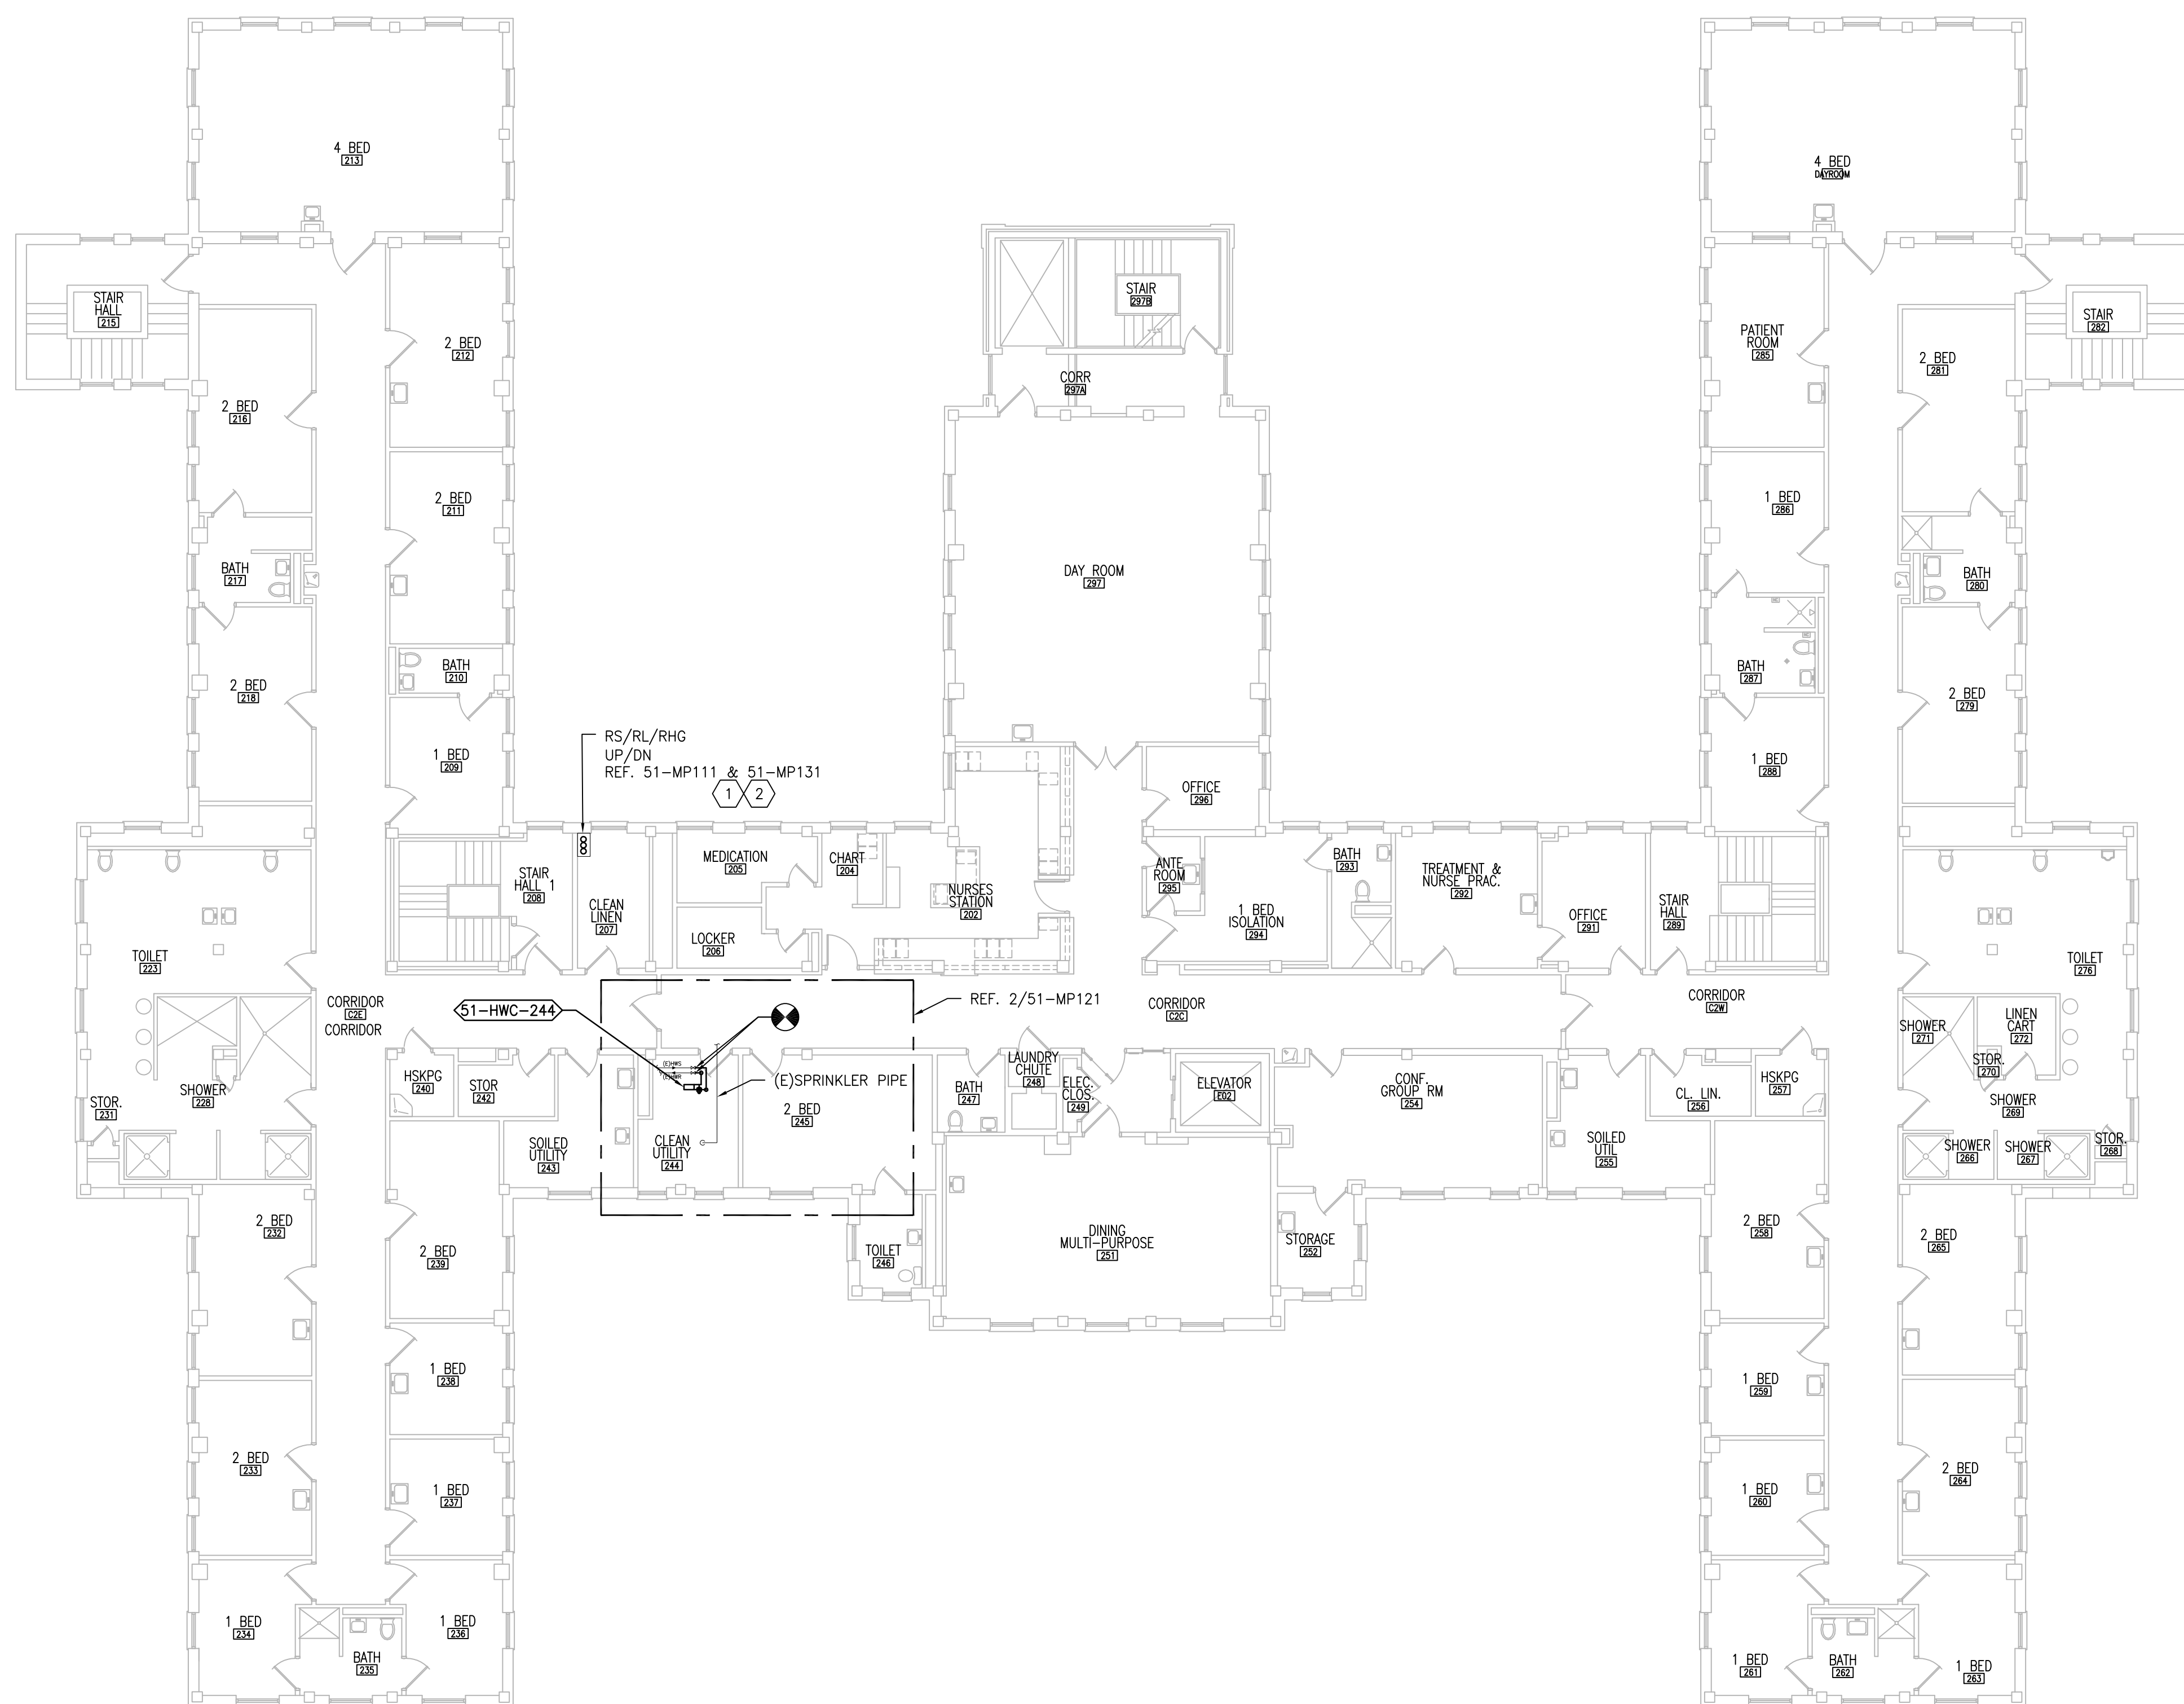 4 BED
213
4 BED
DAYROOM
STAIR
HALL
215
2 BED
212
2 BED
216
2 BED
211
BATH
217
BATH
210
2 BED
218
1 BED
209
STAIR
297B
CORR
297A
DAY ROOM
297
PATIENT
ROOM
285
2 BED
281
STAIR
282
1 BED
286
BATH
280
BATH
287
2 BED
279
1 BED
288
RS/RL/RHG
UP/DN
REF. 51-MP111 & 51-MP131
1
2
OFFICE
296
STAIR
HALL 1
208
CLEAN
LINEN
207
MEDICATION
205
LOCKER
206
CHART
204
NURSES
STATION
202
ANTE
ROOM
295
1 BED
ISOLATION
294
BATH
293
TREATMENT &
NURSE PRAC.
292
OFFICE
291
STAIR
HALL
289
TOILET
223
TOILET
276
CORRIDOR
C2E
CORRIDOR
51-HWC-244
REF. 2/51-MP121
CORRIDOR
C2C
CORRIDOR
C2W
(E)HWS
(E)HWR
(E)SPRINKLER PIPE
STOR.
231
SHOWER
228
HSKPG
240
STOR
242
SOILED
UTILITY
243
CLEAN
UTILITY
244
2 BED
245
BATH
247
LAUNDRY
CHUTE
248
ELEC.
CLOS.
249
ELEVATOR
E02
CONF.
GROUP RM
254
SOILED
UTIL
255
CL. LIN.
256
HSKPG
257
SHOWER
271
LINEN
CART
272
STOR.
270
SHOWER
269
SHOWER
266
SHOWER
267
STOR.
268
2 BED
232
2 BED
239
TOILET
246
DINING
MULTI-PURPOSE
251
STORAGE
252
2 BED
258
2 BED
265
1 BED
238
1 BED
259
2 BED
233
1 BED
237
1 BED
260
2 BED
264
1 BED
234
BATH
235
1 BED
236
1 BED
261
BATH
262
1 BED
263